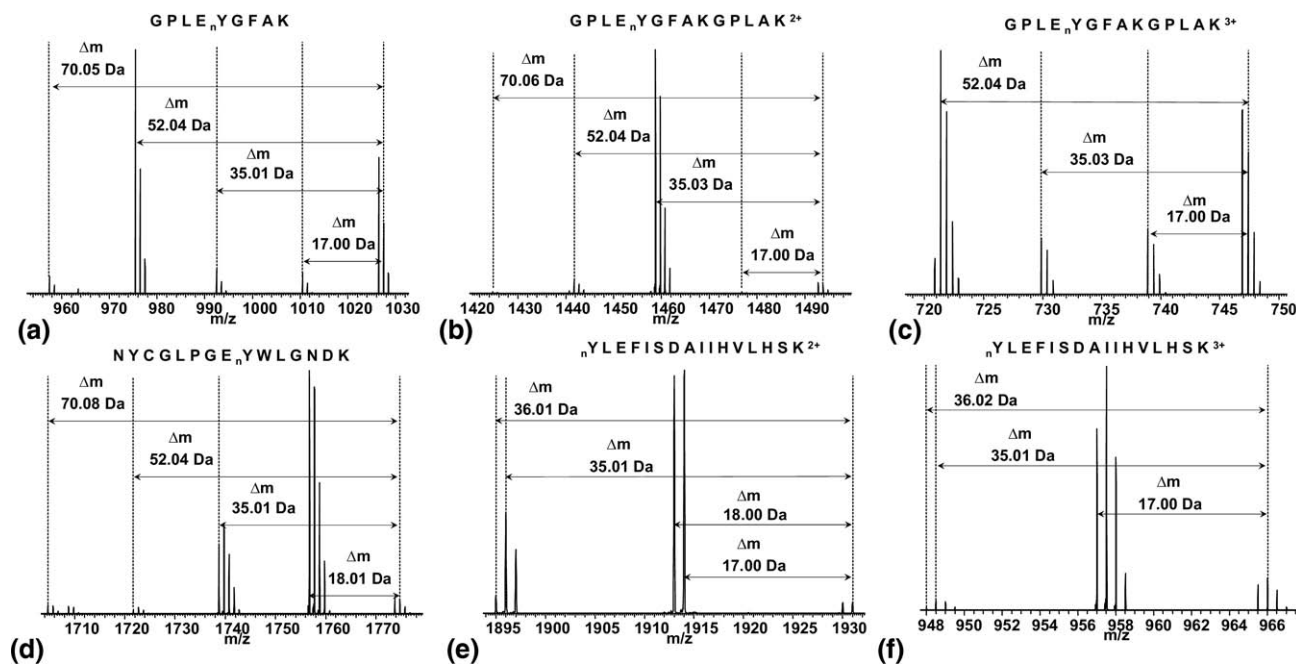 GPLEnYGFAK
Δm
70.05 Da
Δm
52.04 Da
Δm
35.01 Da
Δm
17.00 Da
960 970 980 990 1000 1010 1020 1030
m/z
(a)
GPLEnYGFAKGPLAK2+
Δm
70.06 Da
Δm
52.04 Da
Δm
35.03 Da
Δm
17.00 Da
1420 1430 1440 1450 1460 1470 1480 1490
m/z
(b)
GPLEnYGFAKGPLAK3+
Δm
52.04 Da
Δm
35.03 Da
Δm
17.00 Da
720 725 730 735 740 745 750
m/z
(c)
NYCGLPGEnYWLGNDK
Δm
70.08 Da
Δm
52.04 Da
Δm
35.01 Da
Δm
18.01 Da
1710 1720 1730 1740 1750 1760 1770
m/z
(d)
nYLEFISDAIIHVLHSK2+
Δm
36.01 Da
Δm
35.01 Da
Δm
18.00 Da
Δm
17.00 Da
1895 1900 1905 1910 1915 1920 1925 1930
m/z
(e)
nYLEFISDAIIHVLHSK3+
Δm
36.02 Da
Δm
35.01 Da
Δm
17.00 Da
948 950 952 954 956 958 960 962 964 966
m/z
(f)